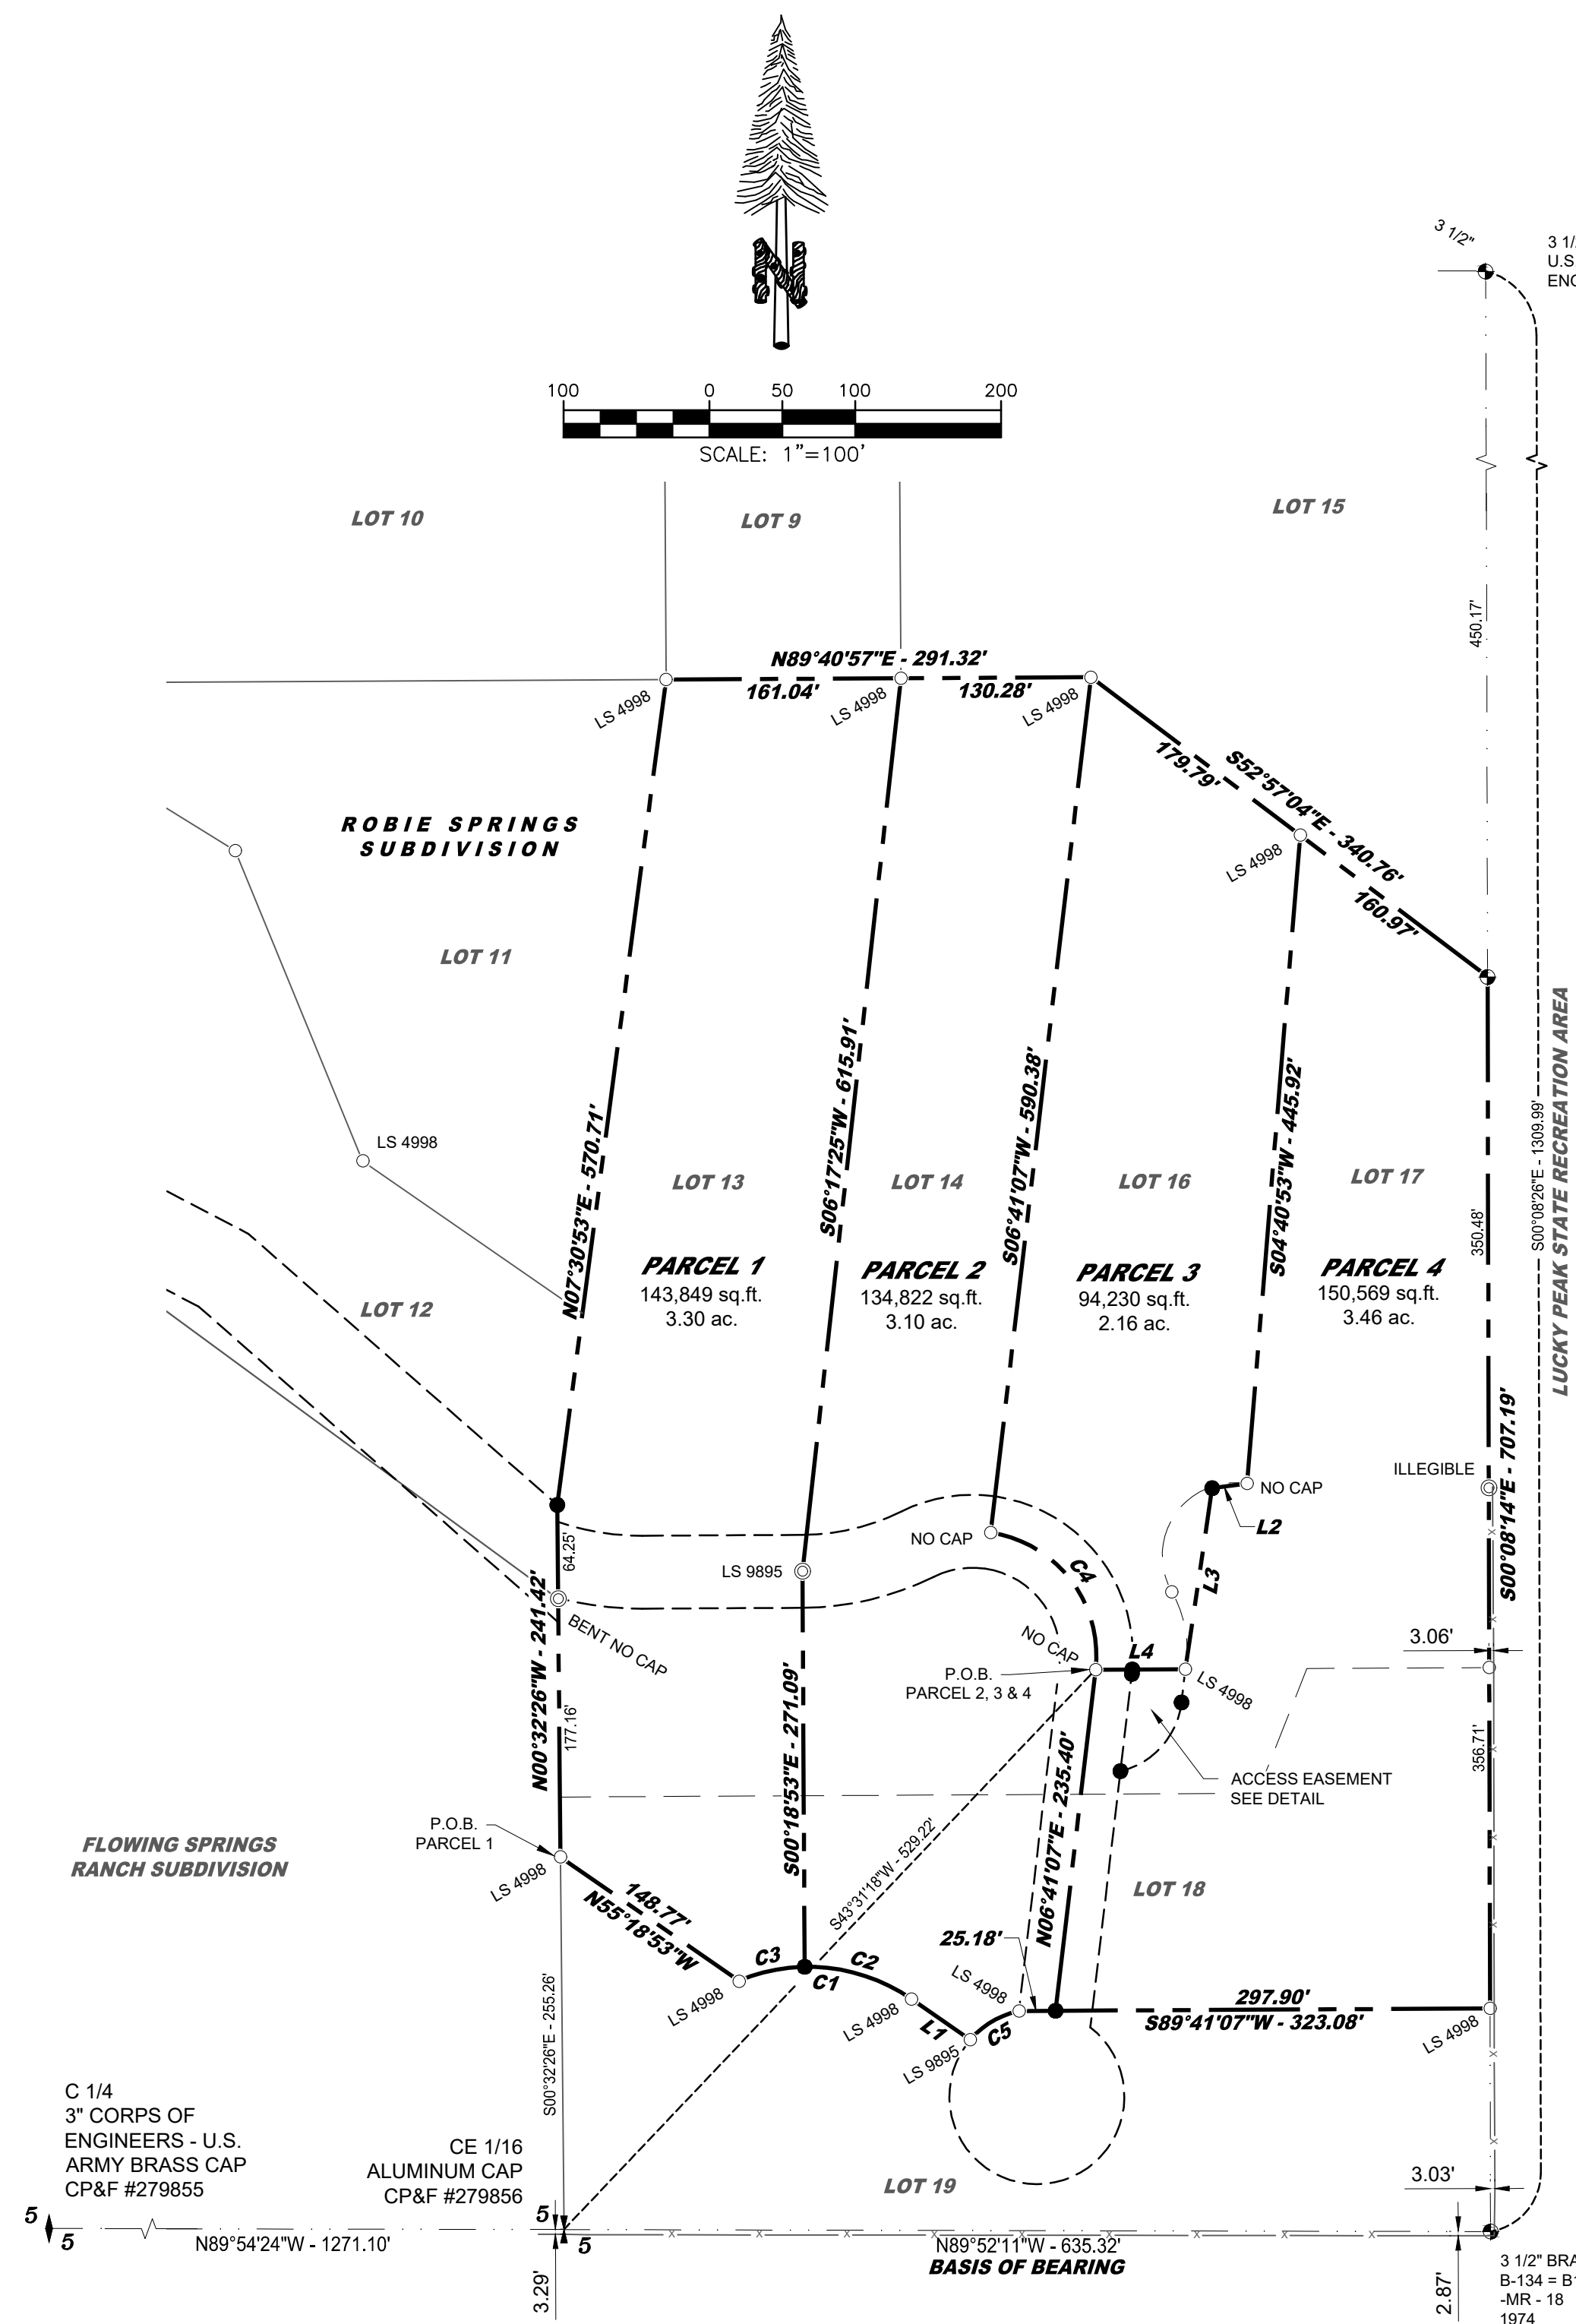 N
3 1/2"
3 1/
U.S.
ENG
100 0 50 100 200
SCALE: 1"=100'
LOT 10
LOT 9
LOT 15
450.17'
N89°40'57"E - 291.32'
161.04'
130.28'
LS 4998
LS 4998
LS 4998
179.79'
S52°57'04"E - 340.76'
160.97'
LS 4998
ROBIE SPRINGS
SUBDIVISION
LOT 11
LS 4998
N07°30'53"E - 570.71'
S06°17'25"W - 615.91'
S06°41'07"W - 590.38'
S04°40'53"W - 445.92'
350.48'
S00°08'26"E - 1309.99'
LUCKY PEAK STATE RECREATION AREA
LOT 13
LOT 14
LOT 16
LOT 17
PARCEL 1
143,849 sq.ft.
3.30 ac.
PARCEL 2
134,822 sq.ft.
3.10 ac.
PARCEL 3
94,230 sq.ft.
2.16 ac.
PARCEL 4
150,569 sq.ft.
3.46 ac.
LOT 12
S00°08'14"E - 707.19'
ILLEGIBLE
NO CAP
L2
NO CAP
C4
L3
64.25'
LS 9895
N00°32'26"W - 241.42'
BENT NO CAP
177.16'
S00°18'53"E - 271.09'
NO CAP
L4
P.O.B.
PARCEL 2, 3 & 4
LS 4998
3.06'
356.71'
ACCESS EASEMENT
SEE DETAIL
N06°41'07"E - 235.40'
S43°31'18"W - 529.22'
P.O.B.
PARCEL 1
LS 4998
FLOWING SPRINGS
RANCH SUBDIVISION
LOT 18
148.77'
N55°18'53"W
C3
C2
C1
25.18'
LS 4998
LS 4998
LS 4998
L1
C5
LS 9895
297.90'
S89°41'07"W - 323.08'
LS 4998
S00°32'26"E - 255.26'
C 1/4
3" CORPS OF
ENGINEERS - U.S.
ARMY BRASS CAP
CP&F #279855
CE 1/16
ALUMINUM CAP
CP&F #279856
LOT 19
3.03'
5
5
5
5
N89°54'24"W - 1271.10'
N89°52'11"W - 635.32'
BASIS OF BEARING
3.29'
2.87'
3 1/2" BRA
B-134 = B1
-MR - 18
1974